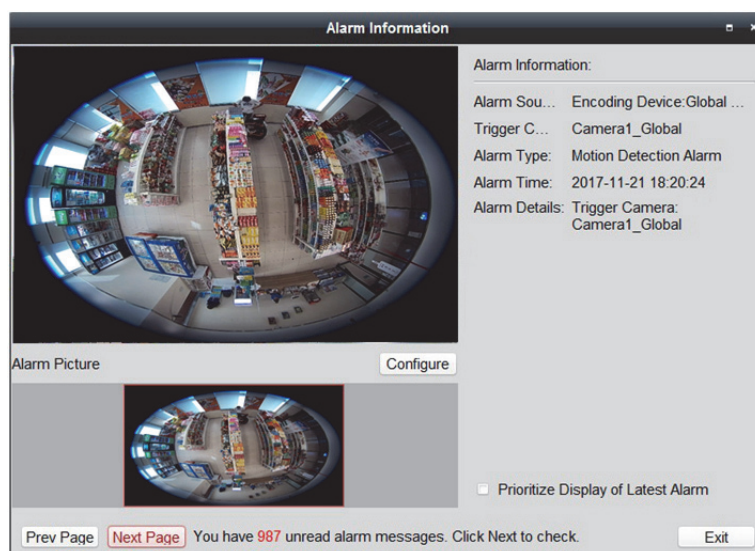 Alarm Information
Alarm Information:
Alarm Sou... Encoding Device:Global ...
Trigger C... Camera1_Global
Alarm Type: Motion Detection Alarm
Alarm Time: 2017-11-21 18:20:24
Alarm Details: Trigger Camera:
Camera1_Global
Alarm Picture
Configure
Prioritize Display of Latest Alarm
Prev Page Next Page You have 987 unread alarm messages. Click Next to check. Exit